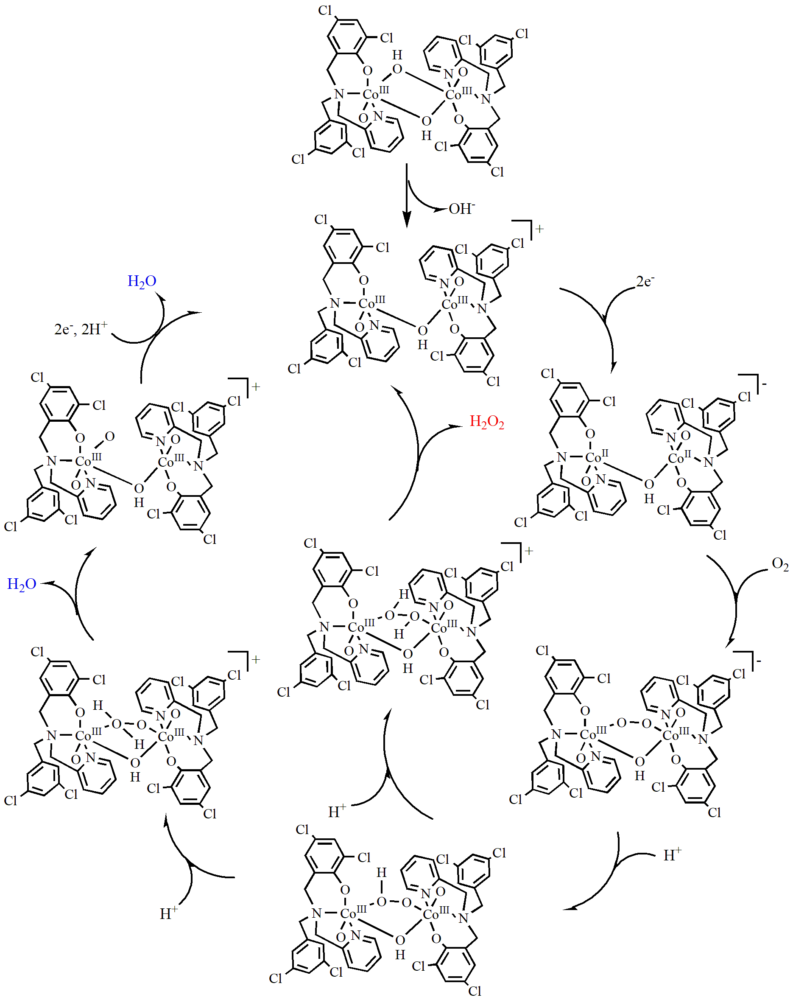 Cl
Cl Cl Cl
H
O O N O
N Co^III Co^III N
O N O O
H
Cl Cl Cl Cl
OH-
Cl
]+
Cl Cl Cl
O N O
N Co^III Co^III N
O N O O
H
Cl Cl Cl Cl
2e-
H2O
2e-, 2H+
Cl
]+
Cl Cl Cl
O O N O
N Co^III Co^III N
O N O O
H
Cl Cl Cl Cl
H2O2
Cl
]-
Cl Cl Cl
O N O
N Co^II Co^II N
O N O O
H
Cl Cl Cl Cl
O2
H2O
Cl
]+
Cl Cl Cl
H
O O O N O
H
N Co^III Co^III N
O N O O
H
Cl Cl Cl Cl
Cl
]+
Cl Cl Cl
H
O O O N O
N Co^III H Co^III N
O N O O
H
Cl Cl Cl Cl
Cl
]-
Cl Cl Cl
O O O N O
N Co^III Co^III N
O N O O
H
Cl Cl Cl Cl
H+
H+
H+
Cl
Cl Cl Cl
H
O O O N O
N Co^III Co^III N
O N O O
H
Cl Cl Cl Cl